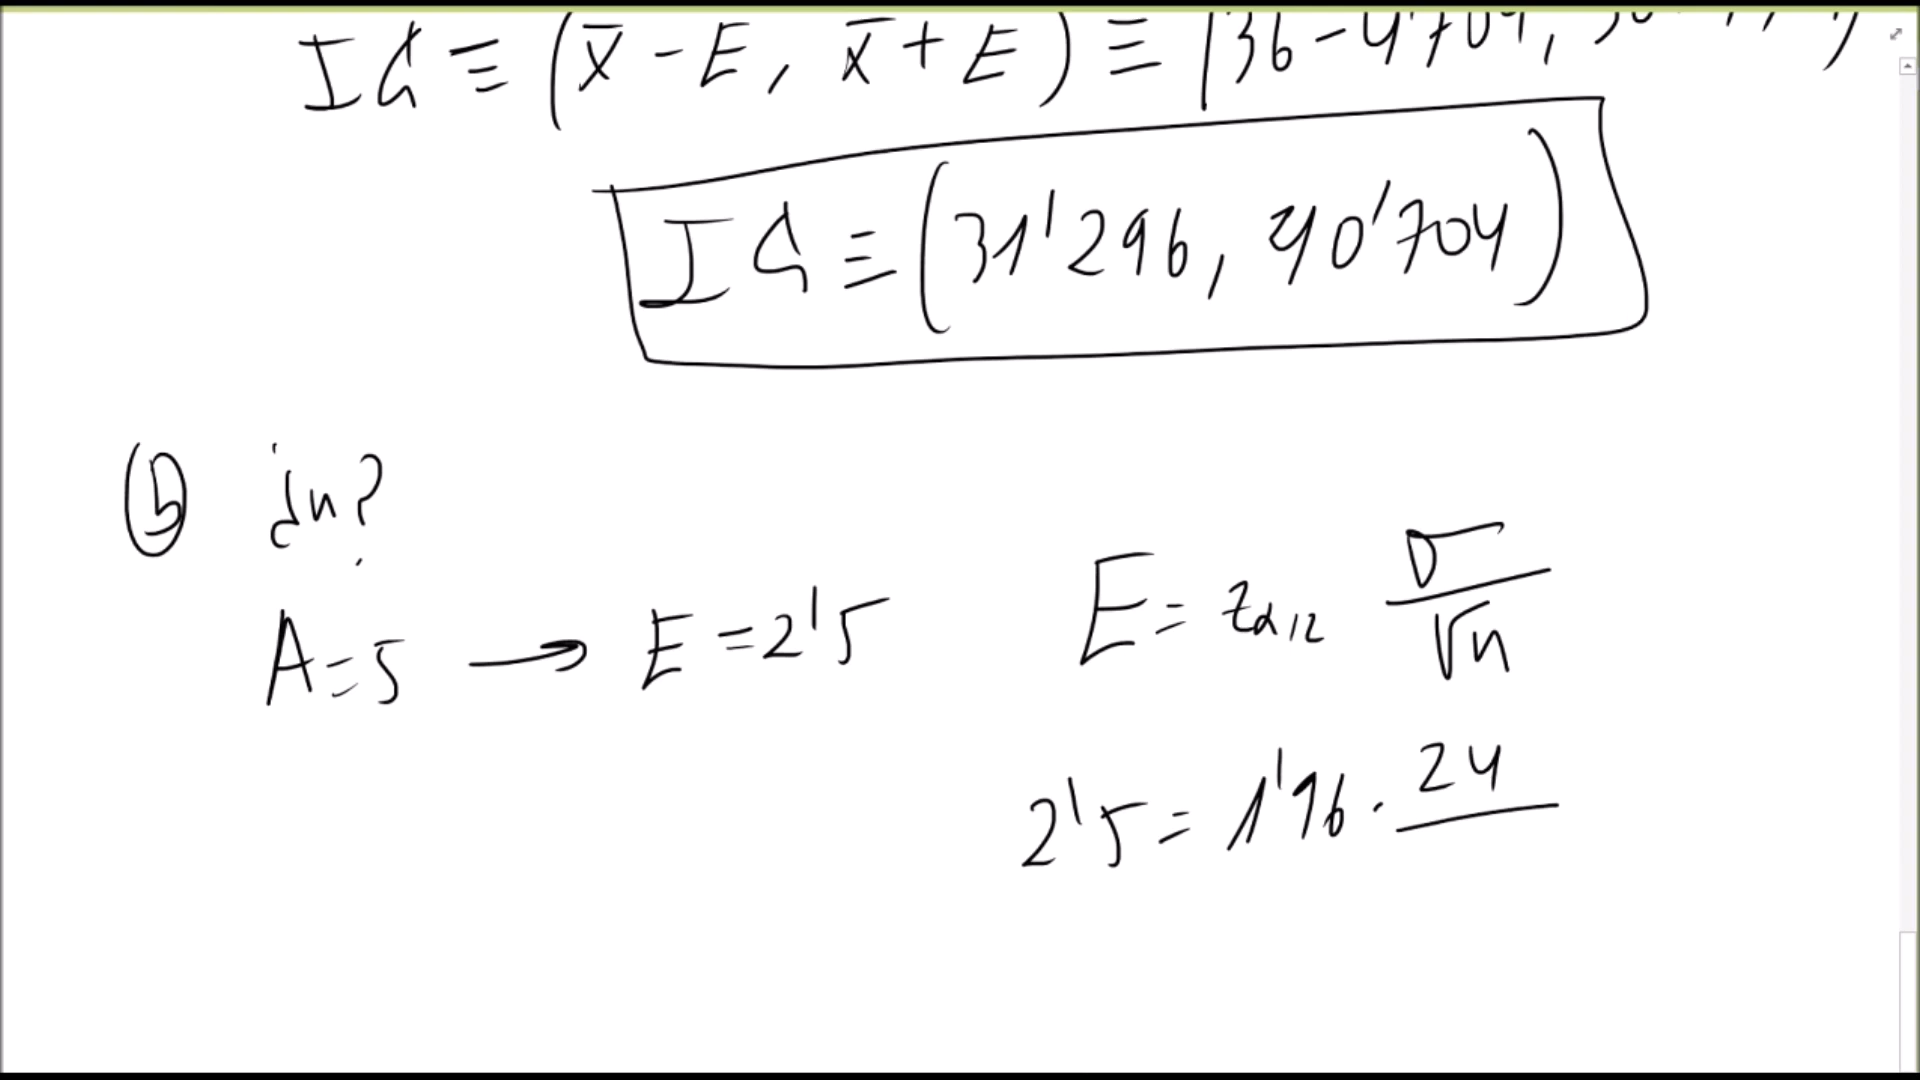 IC ≡ (x̄ - E, x̄ + E) ≡ (36 - 4'704,
IC ≡ (31'296, 40'704)
b ¿n?
A = 5 → E = 2'5
E = zα/2 σ/√n
2'5 = 1'96 · 24